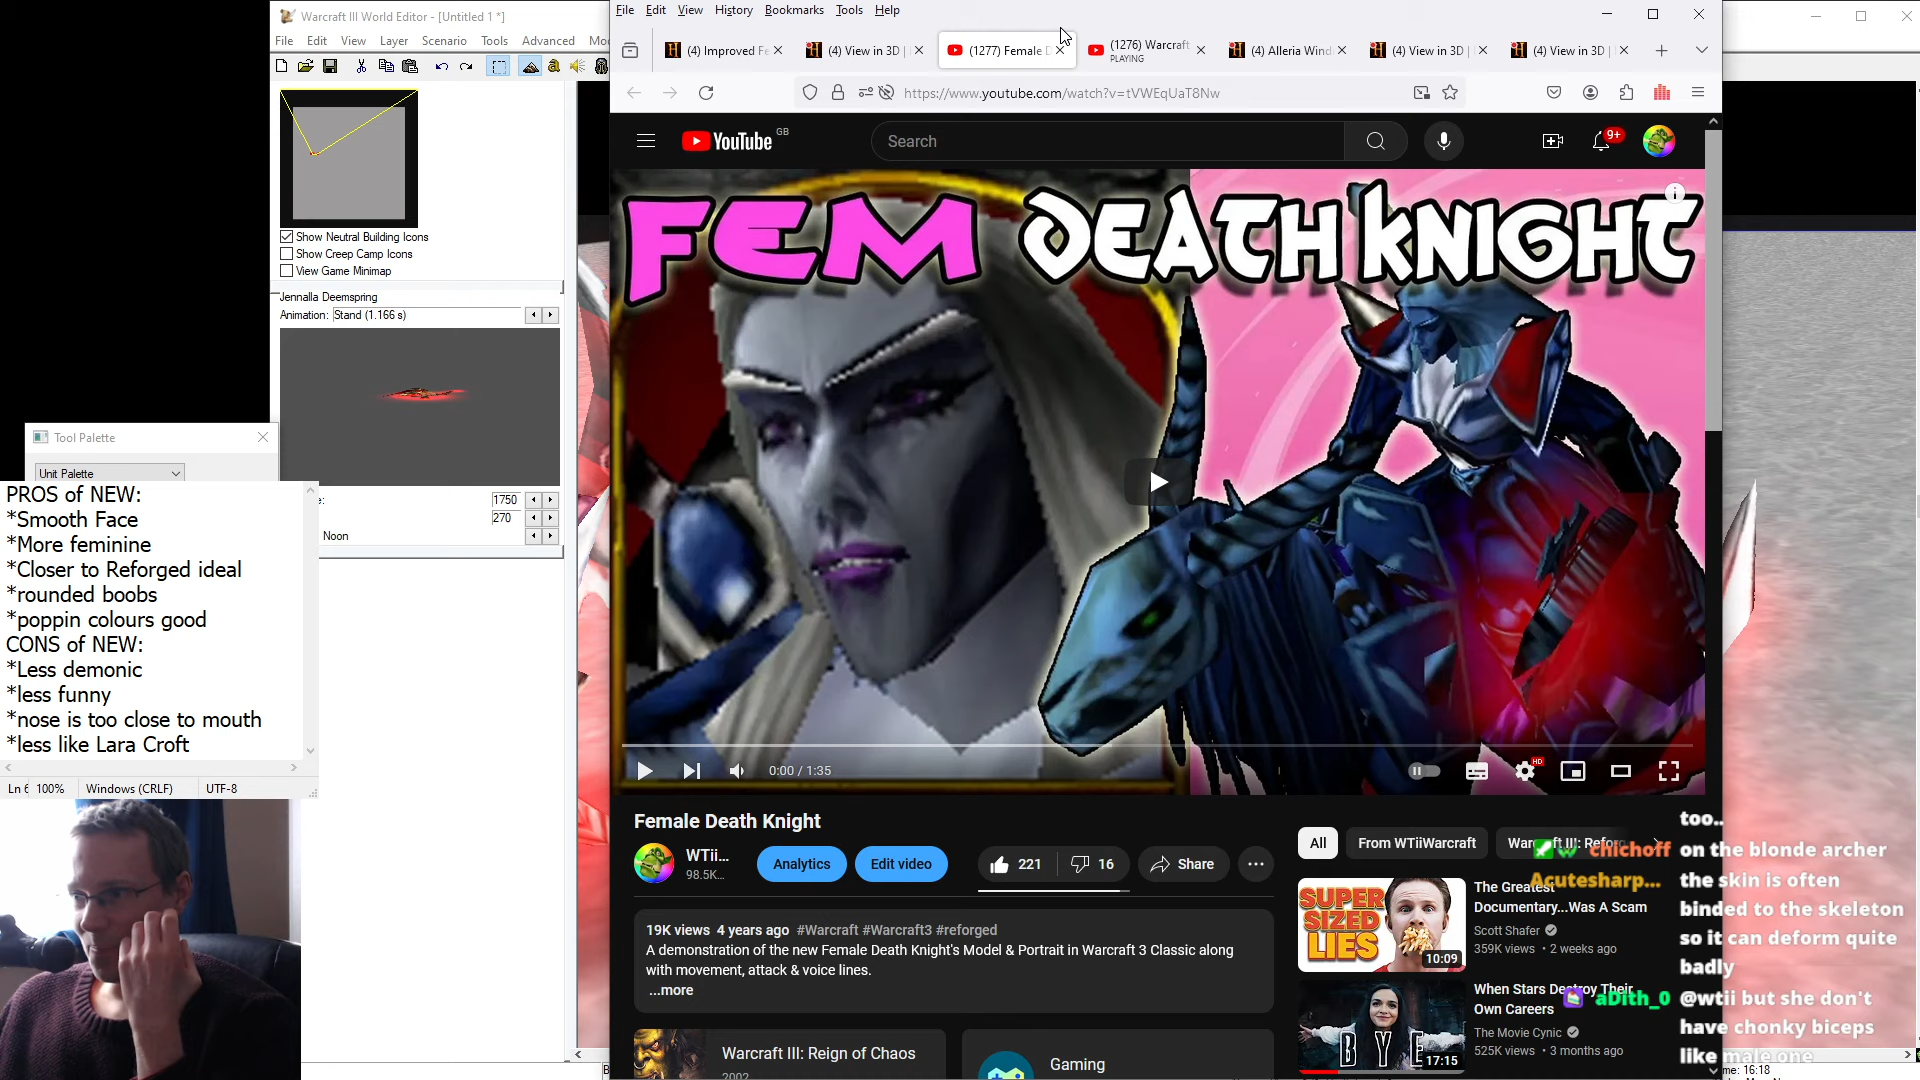 Warcraft III World Editor - [Untitled 1 *]
File Edit View Layer Scenario Tools Advanced
Show Neutral Building Icons
Show Creep Camp Icons
View Game Minimap
Jennalla Deemspring
Animation: Stand (1.166 s)
1750
270
Noon
Tool Palette
Unit Palette
PROS of NEW:
*Smooth Face
*More feminine
*Closer to Reforged ideal
*rounded boobs
*poppin colours good
CONS of NEW:
*Less demonic
*less funny
*nose is too close to mouth
*less like Lara Croft
100% Windows (CRLF) UTF-8
File Edit View History Bookmarks Tools Help
(4) Improved Fe
(4) View in 3D |
(1277) Female D
(1276) Warcraft
PLAYING
(4) Alleria Wind
(4) View in 3D |
(4) View in 3D |
https://www.youtube.com/watch?v=tVWEqUaT8Nw
YouTube GB
Search
9+
FEM DEATH KNIGHT
0:00 / 1:35
HD
Female Death Knight
WTii...
98.5K...
Analytics
Edit video
221
16
Share
19K views 4 years ago #Warcraft #Warcraft3 #reforged
A demonstration of the new Female Death Knight's Model & Portrait in Warcraft 3 Classic along
with movement, attack & voice lines.
...more
Warcraft III: Reign of Chaos
2002
Gaming
All
From WTiiWarcraft
SUPER
SIZED
LIES
10:09
The Greatest
Documentary...Was A Scam
Scott Shafer
359K views • 2 weeks ago
BYE
17:15
When Stars Destroy Their
Own Careers
The Movie Cynic
525K views • 3 months ago
too..
chichoff on the blonde archer
Acutesharp... the skin is often
binded to the skeleton
so it can deform quite
badly
aDith_0 @wtii but she don't
have chonky biceps
like male one
me: 16:18